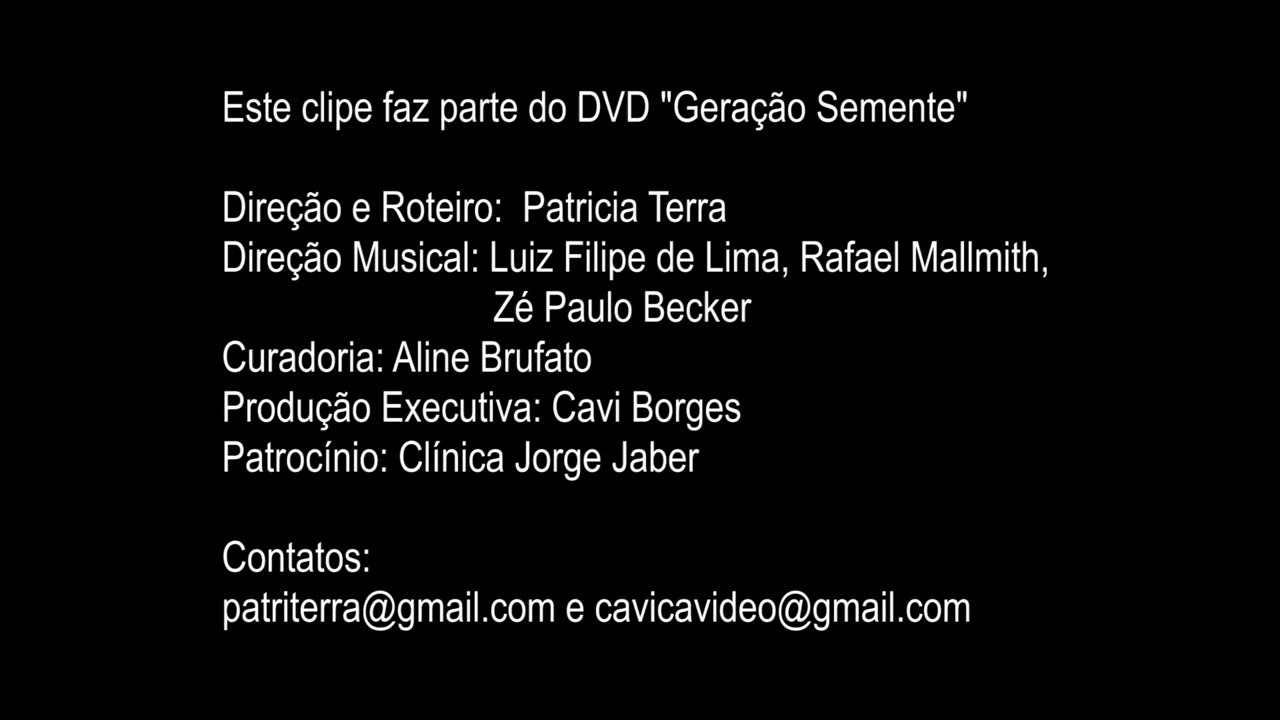 Este clipe faz parte do DVD "Geração Semente"
Direção e Roteiro: Patricia Terra
Direção Musical: Luiz Filipe de Lima, Rafael Mallmith,
Zé Paulo Becker
Curadoria: Aline Brufato
Produção Executiva: Cavi Borges
Patrocínio: Clínica Jorge Jaber
Contatos:
patriterra@gmail.com e cavicavideo@gmail.com